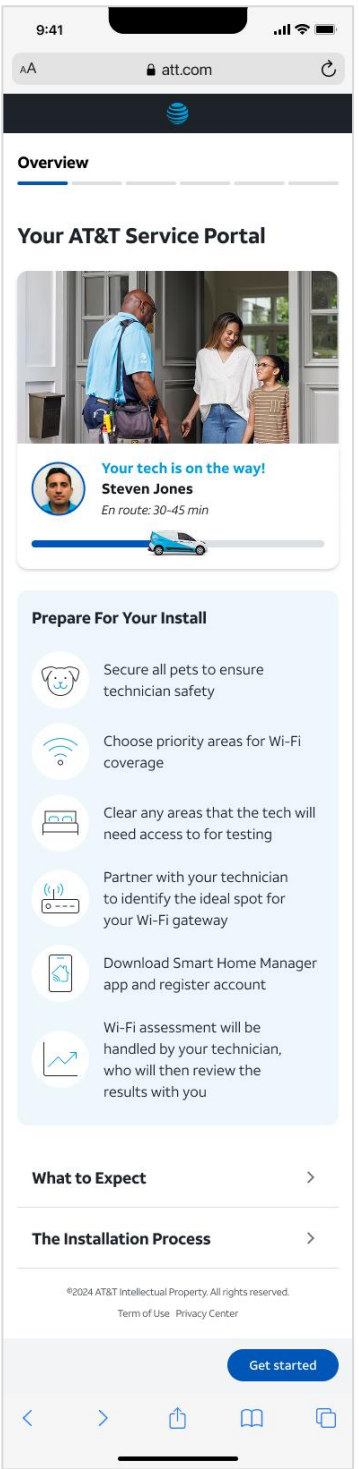 9:41
AA
att.com
Overview
Your AT&T Service Portal
Your tech is on the way!
Steven Jones
En route: 30-45 min
Prepare For Your Install
Secure all pets to ensure
technician safety
Choose priority areas for Wi-Fi
coverage
Clear any areas that the tech will
need access to for testing
Partner with your technician
to identify the ideal spot for
your Wi-Fi gateway
Download Smart Home Manager
app and register account
Wi-Fi assessment will be
handled by your technician,
who will then review the
results with you
What to Expect
The Installation Process
©2024 AT&T Intellectual Property. All rights reserved.
Term of Use Privacy Center
Get started